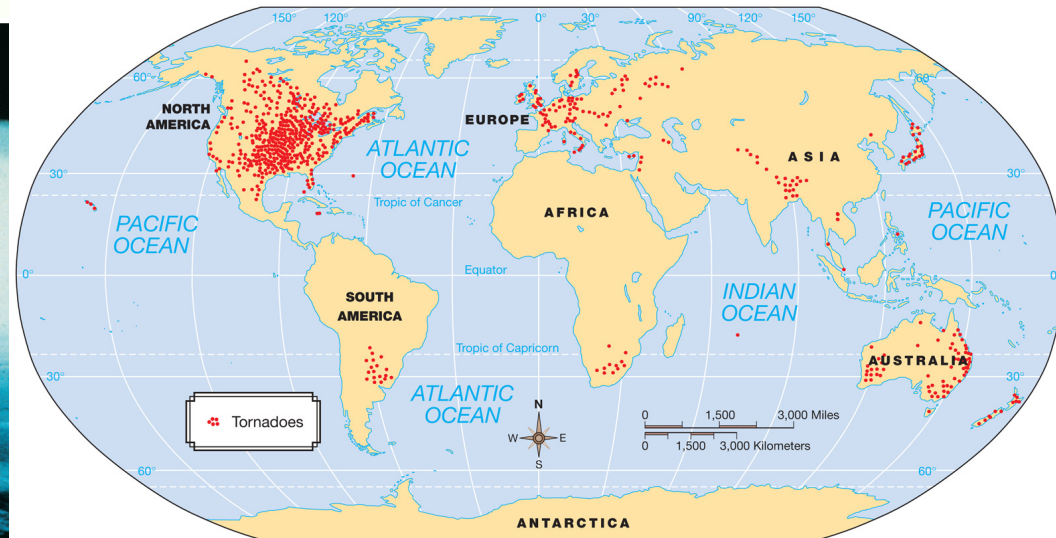 150°
120°
90°
0°
30°
90°
120°
150°
60°
60°
NORTH
AMERICA
EUROPE
ATLANTIC
OCEAN
ASIA
30°
30°
Tropic of Cancer
AFRICA
PACIFIC
OCEAN
PACIFIC
OCEAN
0°
Equator
0°
SOUTH
AMERICA
INDIAN
OCEAN
Tropic of Capricorn
AUSTRALIA
30°
30°
ATLANTIC
OCEAN
Tornadoes
N
W
E
S
0 1,500 3,000 Miles
0 1,500 3,000 Kilometers
60°
60°
ANTARCTICA